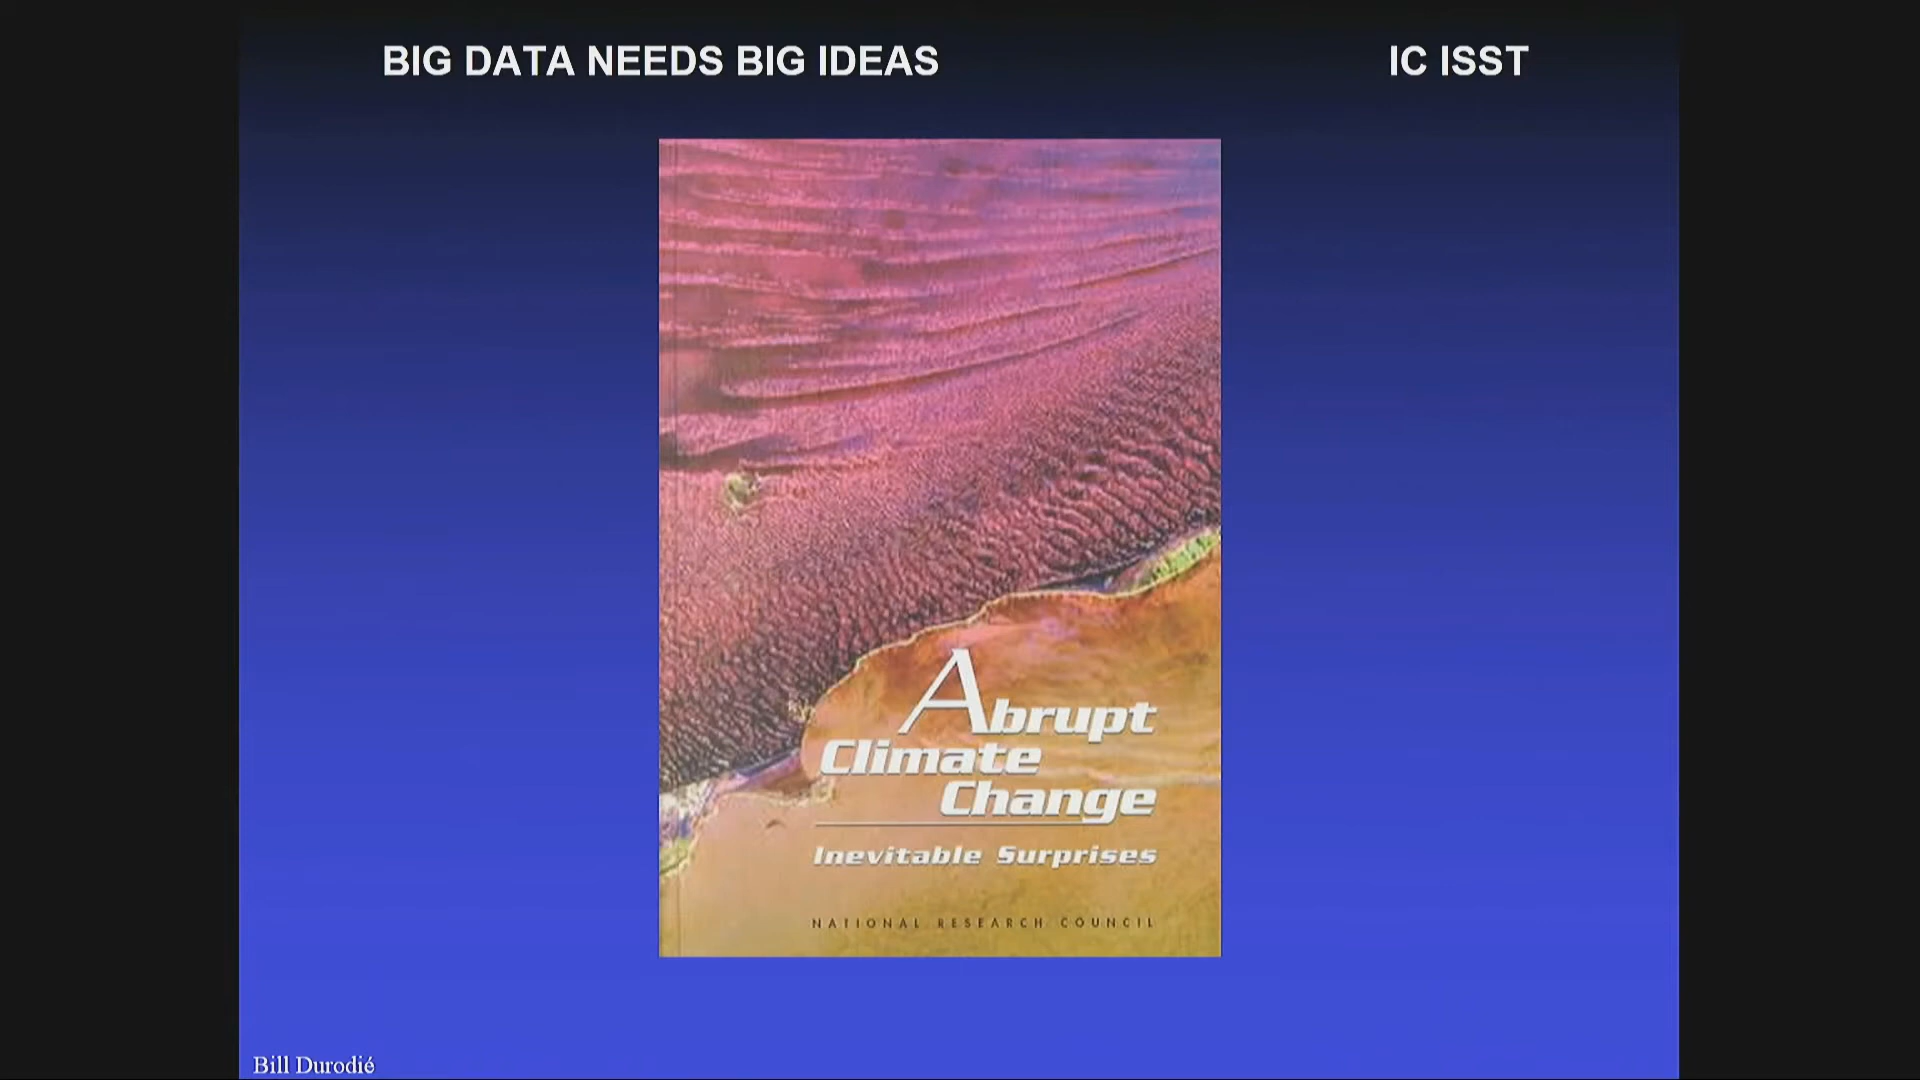 BIG DATA NEEDS BIG IDEAS
IC ISST
Abrupt
Climate
Change
Inevitable Surprises
NATIONAL RESEARCH COUNCIL
Bill Durodié